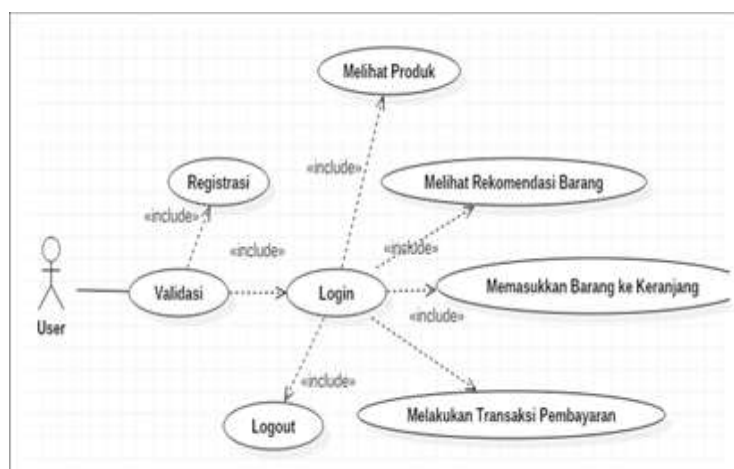 Melihat Produk
«include»
Registrasi
Melihat Rekomendasi Barang
«include»
«include»
«include»
User
Validasi
Login
Memasukkan Barang ke Keranjang
«include»
«include»
Logout
Melakukan Transaksi Pembayaran